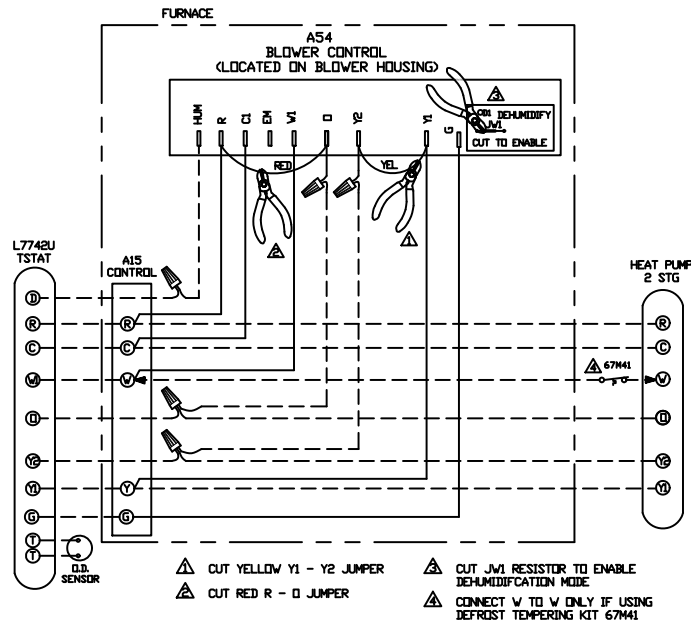 FURNACE
A54
BLOWER CONTROL
(LOCATED ON BLOWER HOUSING)
3
HUM
R
C1
EM
W1
O
Y2
Y1
G
OD1 DEHUMIDIFY
JW1
CUT TO ENABLE
RED
YEL
2
1
L7742U
TSTAT
A15
CONTROL
HEAT PUMP
2 STG
D
R
R
R
C
C
C
4 67M41
W1
W
W
O
O
Y2
Y2
Y1
Y
Y1
G
G
T
T
O.D.
SENSOR
1 CUT YELLOW Y1 - Y2 JUMPER
2 CUT RED R - O JUMPER
3 CUT JW1 RESISTOR TO ENABLE
DEHUMIDIFCATION MODE
4 CONNECT W TO W ONLY IF USING
DEFROST TEMPERING KIT 67M41